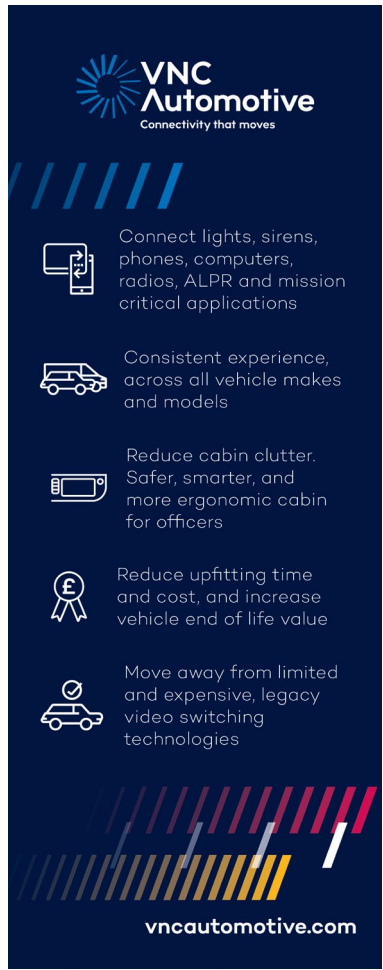 VNC
Automotive
Connectivity that moves
Connect lights, sirens,
phones, computers,
radios, ALPR and mission
critical applications
Consistent experience,
across all vehicle makes
and models
Reduce cabin clutter.
Safer, smarter, and
more ergonomic cabin
for officers
£
Reduce upfitting time
and cost, and increase
vehicle end of life value
Move away from limited
and expensive, legacy
video switching
technologies
vncautomotive.com